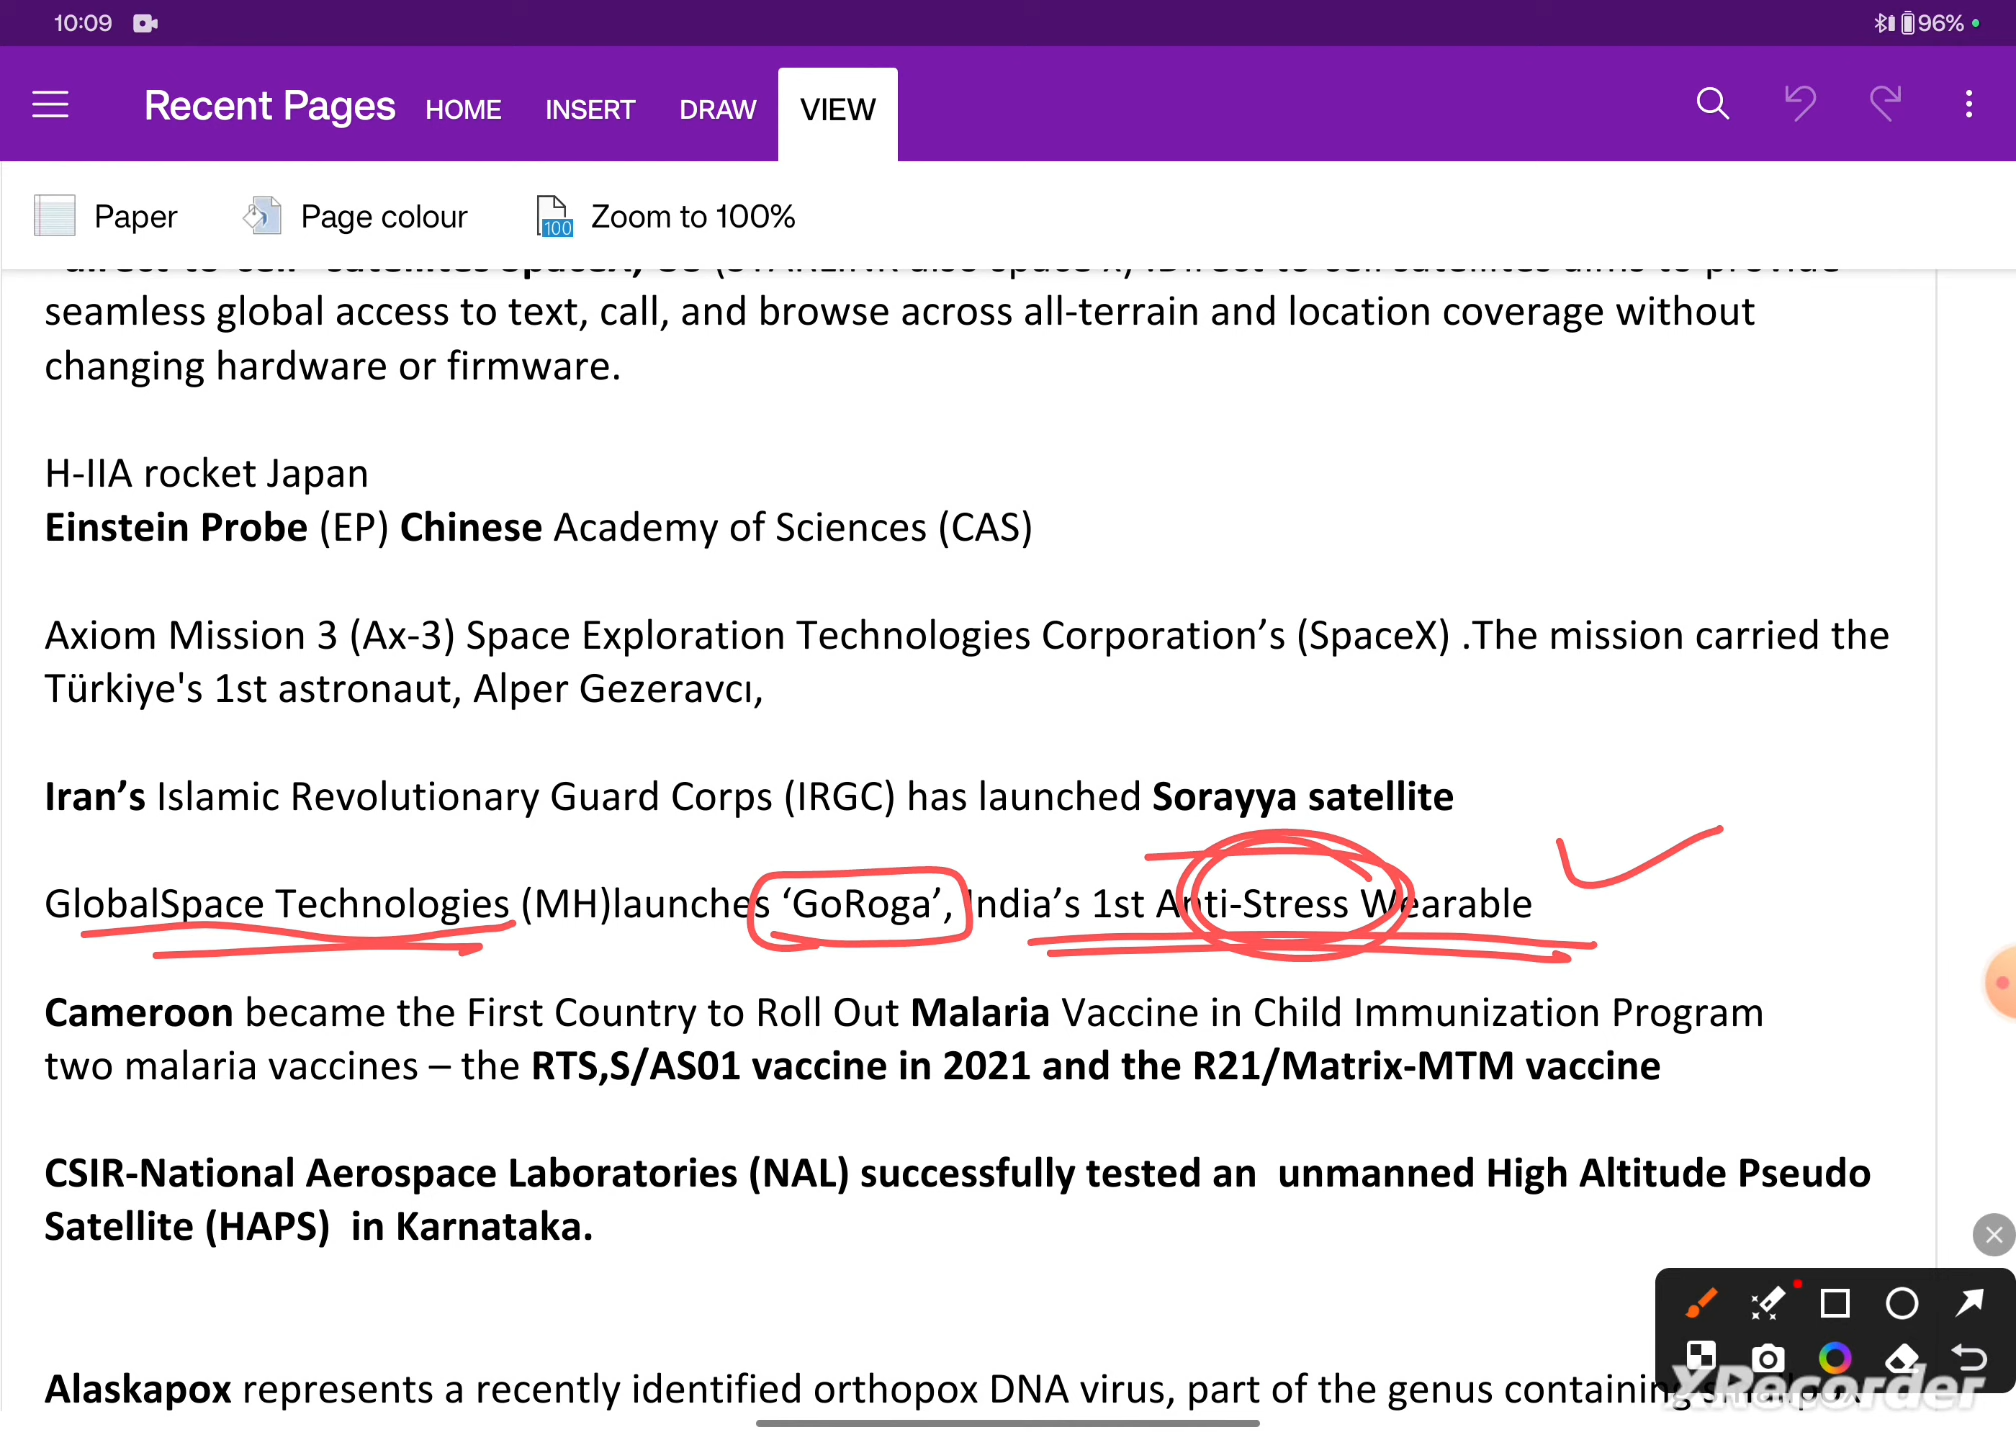 10:09
96%
Recent Pages HOME INSERT DRAW VIEW
Paper Page colour 100 Zoom to 100%
seamless global access to text, call, and browse across all-terrain and location coverage without
changing hardware or firmware.
H-IIA rocket Japan
Einstein Probe (EP) Chinese Academy of Sciences (CAS)
Axiom Mission 3 (Ax-3) Space Exploration Technologies Corporation’s (SpaceX) .The mission carried the
Türkiye's 1st astronaut, Alper Gezeravcı,
Iran’s Islamic Revolutionary Guard Corps (IRGC) has launched Sorayya satellite
GlobalSpace Technologies (MH)launches ‘GoRoga’, India’s 1st Anti-Stress Wearable
Cameroon became the First Country to Roll Out Malaria Vaccine in Child Immunization Program
two malaria vaccines – the RTS,S/AS01 vaccine in 2021 and the R21/Matrix-MTM vaccine
CSIR-National Aerospace Laboratories (NAL) successfully tested an unmanned High Altitude Pseudo
Satellite (HAPS) in Karnataka.
Alaskapox represents a recently identified orthopox DNA virus, part of the genus containing
XRecorder